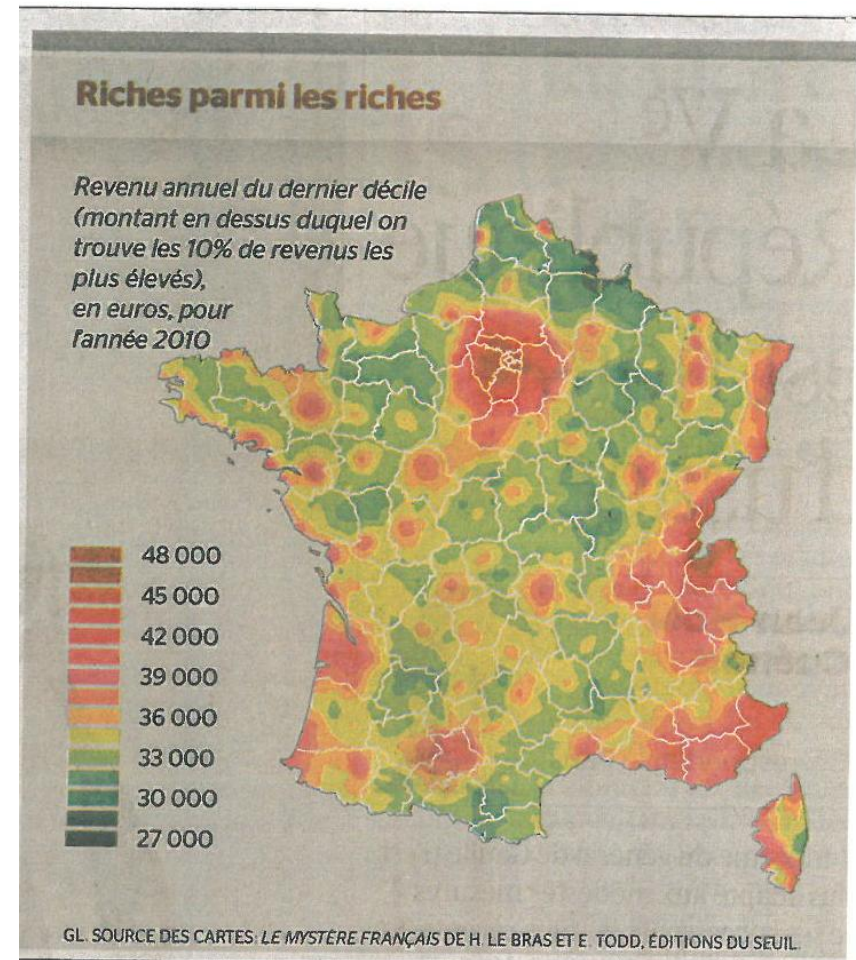 Riches parmi les riches
Revenu annuel du dernier décile
(montant en dessus duquel on
trouve les 10% de revenus les
plus élevés),
en euros, pour
l'année 2010
48 000
45 000
42 000
39 000
36 000
33 000
30 000
27 000
GL. SOURCE DES CARTES: LE MYSTÈRE FRANÇAIS DE H. LE BRAS ET E. TODD, ÉDITIONS DU SEUIL.